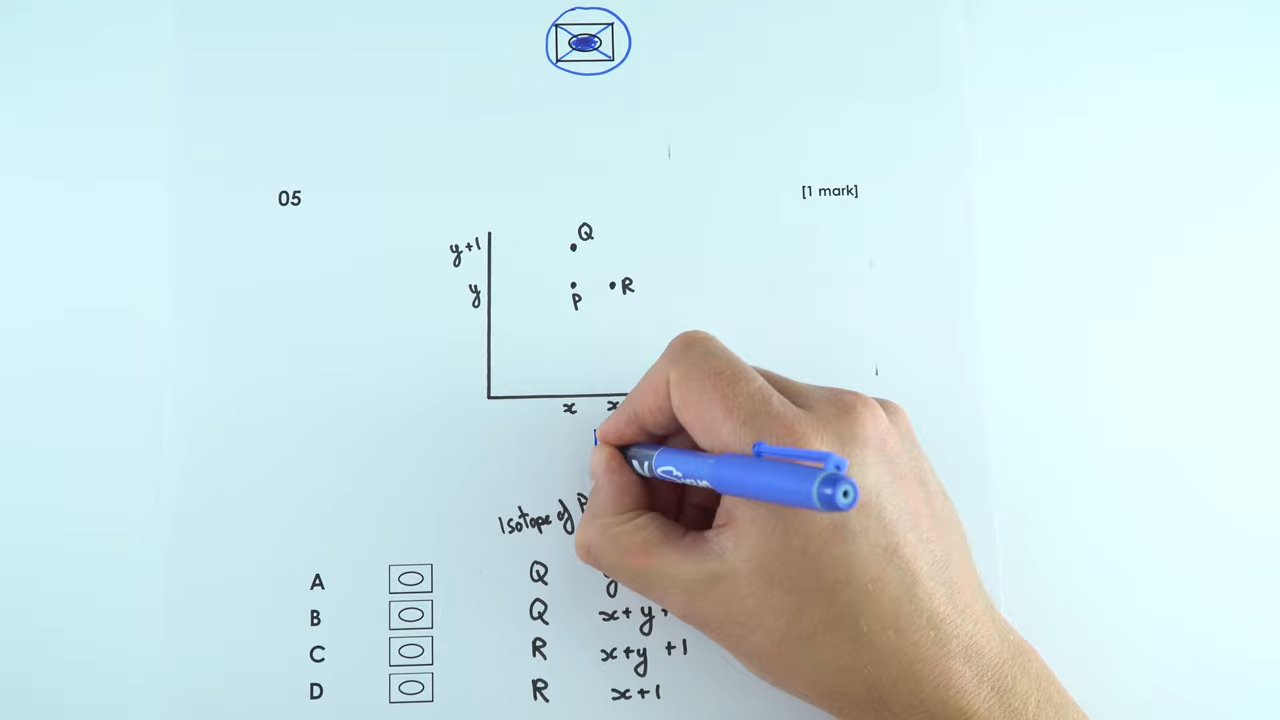 05
[1 mark]
Q
y+1
y
P
R
x
x
Isotope of P
A Q y
B Q x+y+
C R x+y +1
D R x+1